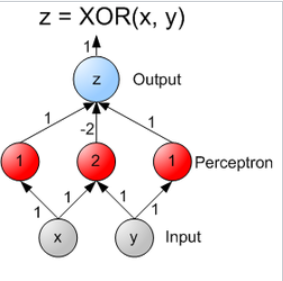 z = XOR(x, y)
1
z Output
1 -2 1
1 2 1 Perceptron
1 1 1 1
x y Input